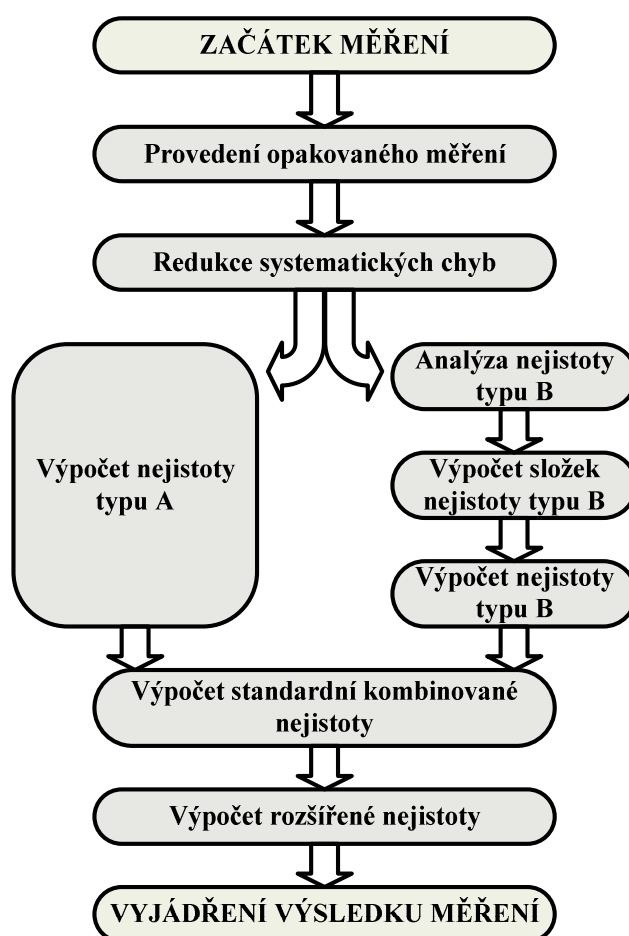 ZAČÁTEK MĚŘENÍ
Provedení opakovaného měření
Redukce systematických chyb
Výpočet nejistoty
typu A
Analýza nejistoty
typu B
Výpočet složek
nejistoty typu B
Výpočet nejistoty
typu B
Výpočet standardní kombinované
nejistoty
Výpočet rozšířené nejistoty
VYJÁDŘENÍ VÝSLEDKU MĚŘENÍ